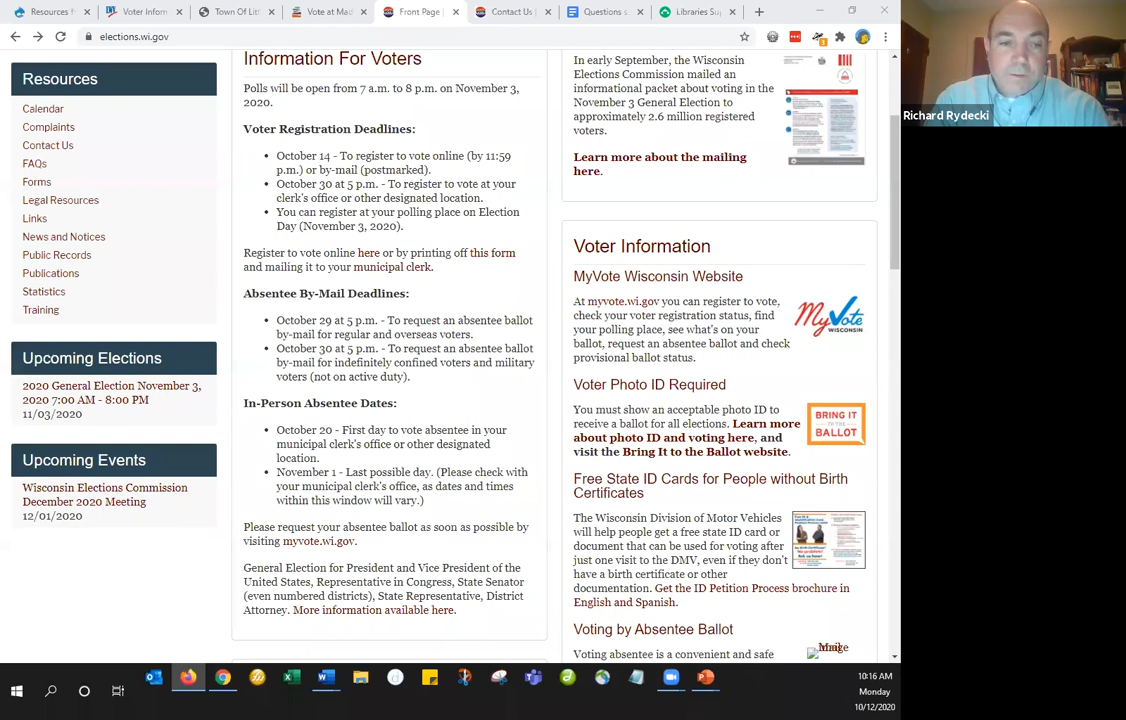 Resources f
Voter Inform
Town Of Lit
Vote at Mad
Front Page |
Contact Us |
Questions s
Libraries Su
elections.wi.gov
Resources
Calendar
Complaints
Contact Us
FAQs
Forms
Legal Resources
Links
News and Notices
Public Records
Publications
Statistics
Training
Upcoming Elections
2020 General Election November 3,
2020 7:00 AM - 8:00 PM
11/03/2020
Upcoming Events
Wisconsin Elections Commission
December 2020 Meeting
12/01/2020
Information For Voters
Polls will be open from 7 a.m. to 8 p.m. on November 3,
2020.
Voter Registration Deadlines:
• October 14 - To register to vote online (by 11:59
p.m.) or by-mail (postmarked).
• October 30 at 5 p.m. - To register to vote at your
clerk's office or other designated location.
• You can register at your polling place on Election
Day (November 3, 2020).
Register to vote online here or by printing off this form
and mailing it to your municipal clerk.
Absentee By-Mail Deadlines:
• October 29 at 5 p.m. - To request an absentee ballot
by-mail for regular and overseas voters.
• October 30 at 5 p.m. - To request an absentee ballot
by-mail for indefinitely confined voters and military
voters (not on active duty).
In-Person Absentee Dates:
• October 20 - First day to vote absentee in your
municipal clerk's office or other designated
location.
• November 1 - Last possible day. (Please check with
your municipal clerk's office, as dates and times
within this window will vary.)
Please request your absentee ballot as soon as possible by
visiting myvote.wi.gov.
General Election for President and Vice President of the
United States, Representative in Congress, State Senator
(even numbered districts), State Representative, District
Attorney. More information available here.
In early September, the Wisconsin
Elections Commission mailed an
informational packet about voting in the
November 3 General Election to
approximately 2.6 million registered
voters.
Learn more about the mailing
here.
Voter Information
MyVote Wisconsin Website
At myvote.wi.gov you can register to vote,
check your voter registration status, find
your polling place, see what's on your
ballot, request an absentee ballot and check
provisional ballot status.
MyVote
WISCONSIN
Voter Photo ID Required
You must show an acceptable photo ID to
receive a ballot for all elections. Learn more
about photo ID and voting here, and
visit the Bring It to the Ballot website.
BRING IT
TO THE
BALLOT
Free State ID Cards for People without Birth
Certificates
The Wisconsin Division of Motor Vehicles
will help people get a free state ID card or
document that can be used for voting after
just one visit to the DMV, even if they don't
have a birth certificate or other
documentation. Get the ID Petition Process brochure in
English and Spanish.
Voting by Absentee Ballot
Voting absentee is a convenient and safe
Richard Rydecki
10:16 AM
Monday
10/12/2020